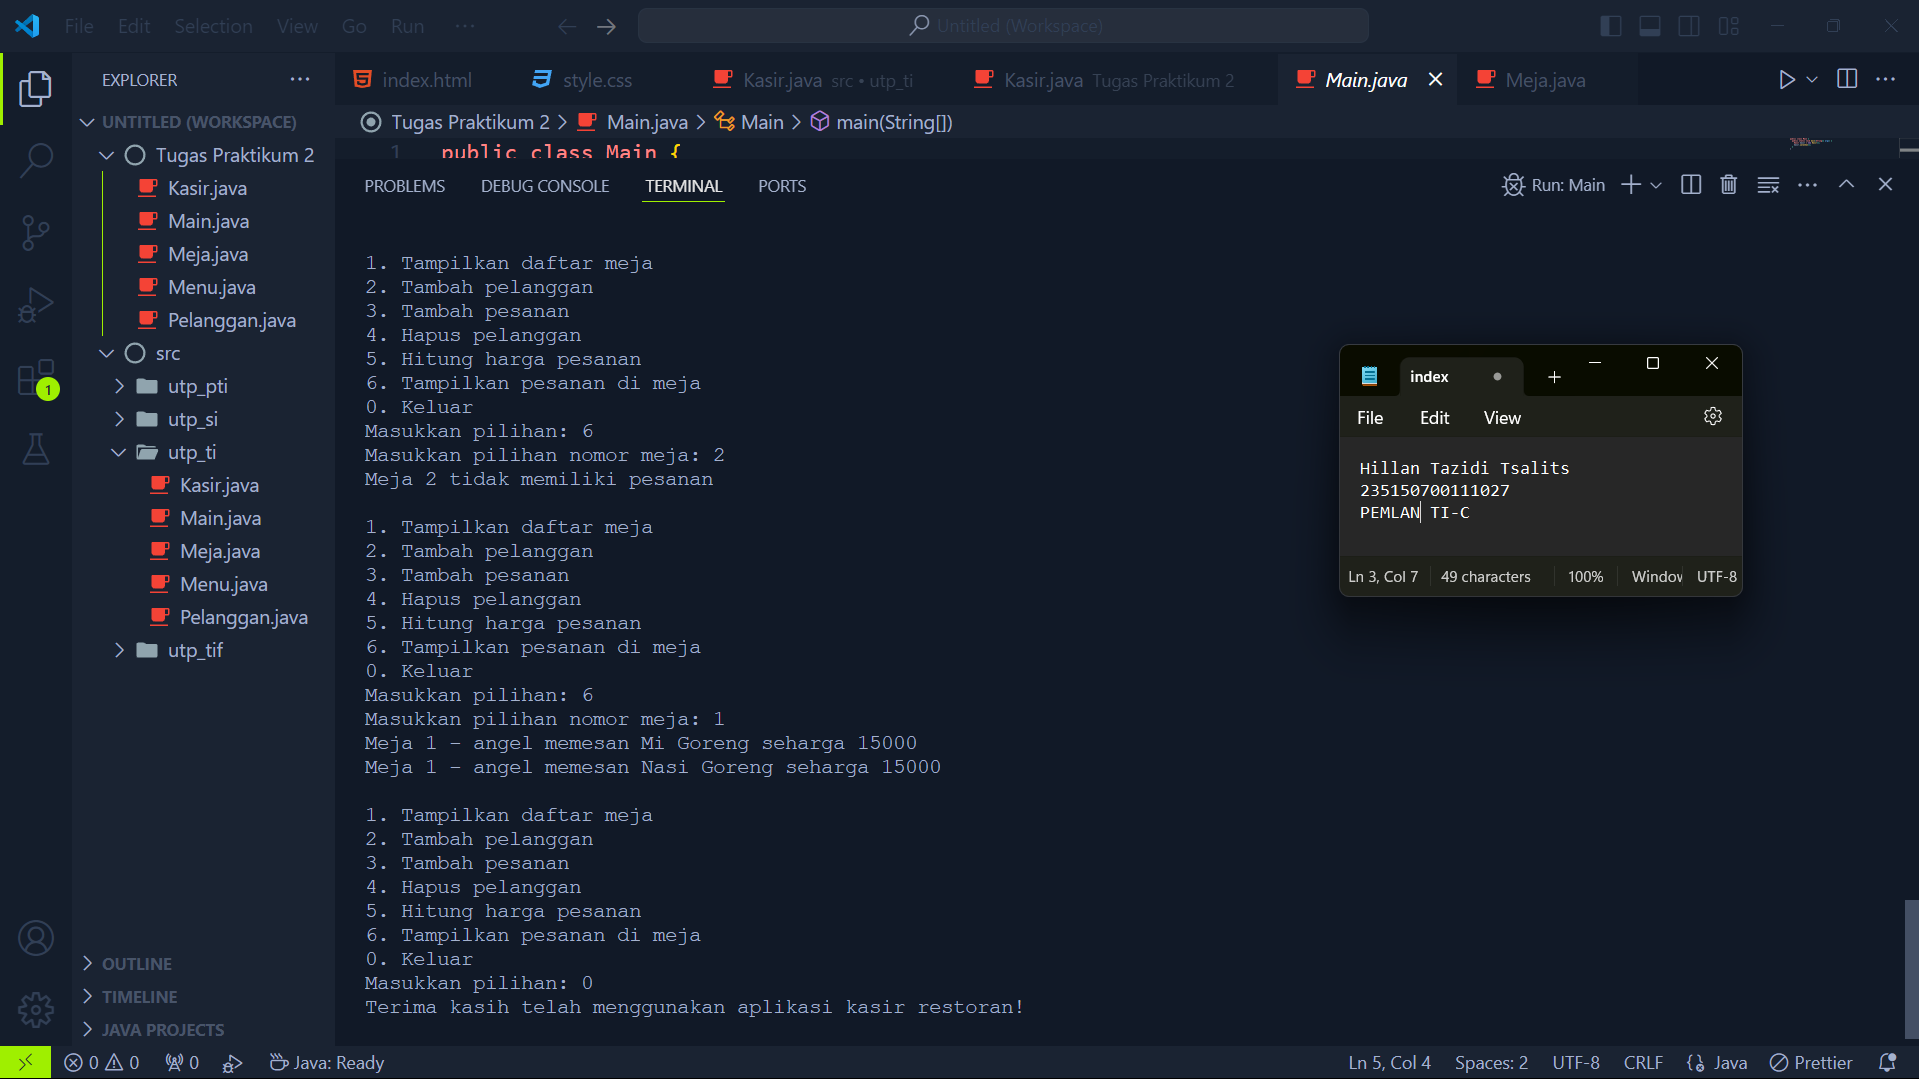 File Edit Selection View Go Run ···
Untitled (Workspace)
EXPLORER ···
UNTITLED (WORKSPACE)
Tugas Praktikum 2
Kasir.java
Main.java
Meja.java
Menu.java
Pelanggan.java
src
utp_pti
utp_si
utp_ti
Kasir.java
Main.java
Meja.java
Menu.java
Pelanggan.java
utp_tif
OUTLINE
TIMELINE
JAVA PROJECTS
1
index.html style.css Kasir.java src • utp_ti Kasir.java Tugas Praktikum 2 Main.java Meja.java
Tugas Praktikum 2 > Main.java > Main > main(String[])
1 public class Main {
PROBLEMS DEBUG CONSOLE TERMINAL PORTS Run: Main
1. Tampilkan daftar meja
2. Tambah pelanggan
3. Tambah pesanan
4. Hapus pelanggan
5. Hitung harga pesanan
6. Tampilkan pesanan di meja
0. Keluar
Masukkan pilihan: 6
Masukkan pilihan nomor meja: 2
Meja 2 tidak memiliki pesanan
1. Tampilkan daftar meja
2. Tambah pelanggan
3. Tambah pesanan
4. Hapus pelanggan
5. Hitung harga pesanan
6. Tampilkan pesanan di meja
0. Keluar
Masukkan pilihan: 6
Masukkan pilihan nomor meja: 1
Meja 1 - angel memesan Mi Goreng seharga 15000
Meja 1 - angel memesan Nasi Goreng seharga 15000
1. Tampilkan daftar meja
2. Tambah pelanggan
3. Tambah pesanan
4. Hapus pelanggan
5. Hitung harga pesanan
6. Tampilkan pesanan di meja
0. Keluar
Masukkan pilihan: 0
Terima kasih telah menggunakan aplikasi kasir restoran!
index
File Edit View
Hillan Tazidi Tsalits
235150700111027
PEMLAN TI-C
Ln 3, Col 7 49 characters 100% Window UTF-8
0 0 0 Java: Ready Ln 5, Col 4 Spaces: 2 UTF-8 CRLF Java Prettier